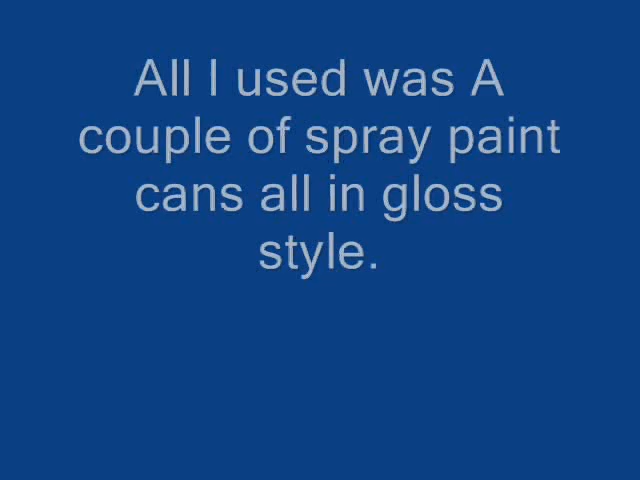 All I used was A
couple of spray paint
cans all in gloss
style.